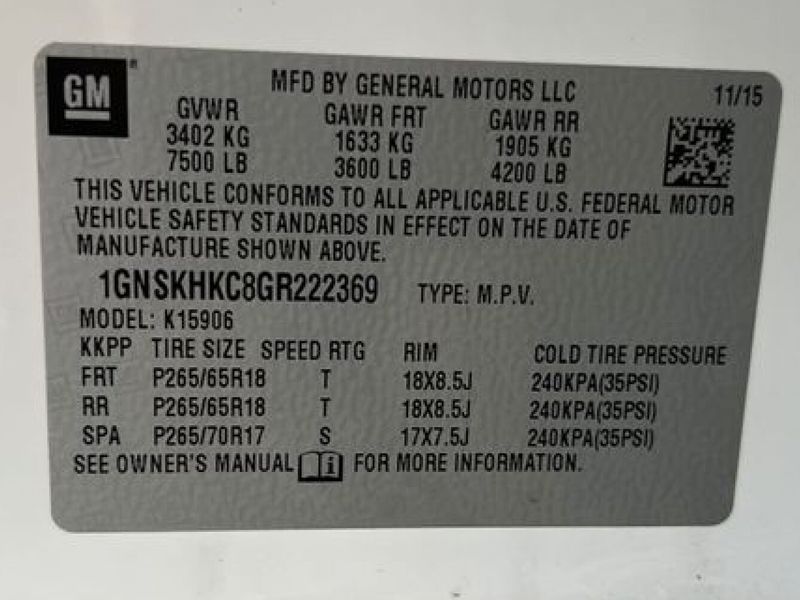 GM®
MFD BY GENERAL MOTORS LLC 11/15
GVWR GAWR FRT GAWR RR
3402 KG 1633 KG 1905 KG
7500 LB 3600 LB 4200 LB
THIS VEHICLE CONFORMS TO ALL APPLICABLE U.S. FEDERAL MOTOR
VEHICLE SAFETY STANDARDS IN EFFECT ON THE DATE OF
MANUFACTURE SHOWN ABOVE.
1GNSKHKC8GR222369 TYPE: M.P.V.
MODEL: K15906
KKPP TIRE SIZE SPEED RTG RIM COLD TIRE PRESSURE
FRT P265/65R18 T 18X8.5J 240KPA(35PSI)
RR P265/65R18 T 18X8.5J 240KPA(35PSI)
SPA P265/70R17 S 17X7.5J 240KPA(35PSI)
SEE OWNER'S MANUAL i FOR MORE INFORMATION.